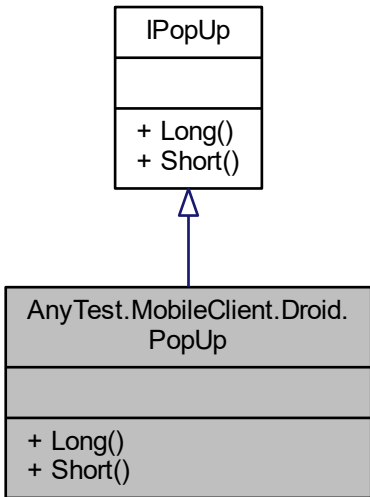 IPopUp
+ Long()
+ Short()
AnyTest.MobileClient.Droid.
PopUp
+ Long()
+ Short()